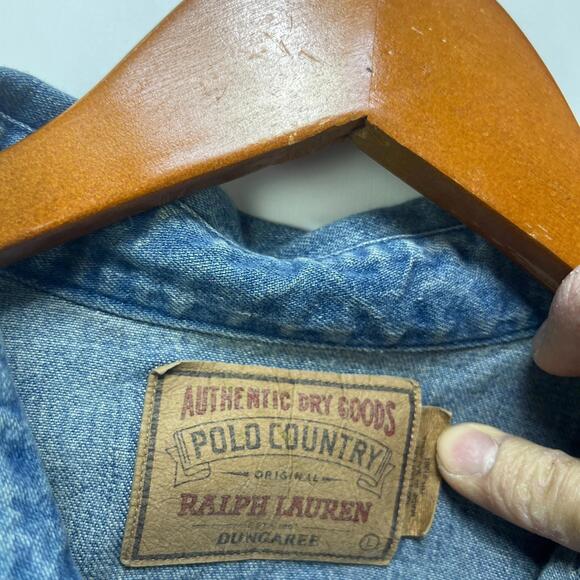 AUTHENTIC DRY GOODS
POLO COUNTRY
ORIGINAL
RALPH LAUREN
DUNGAREE
L